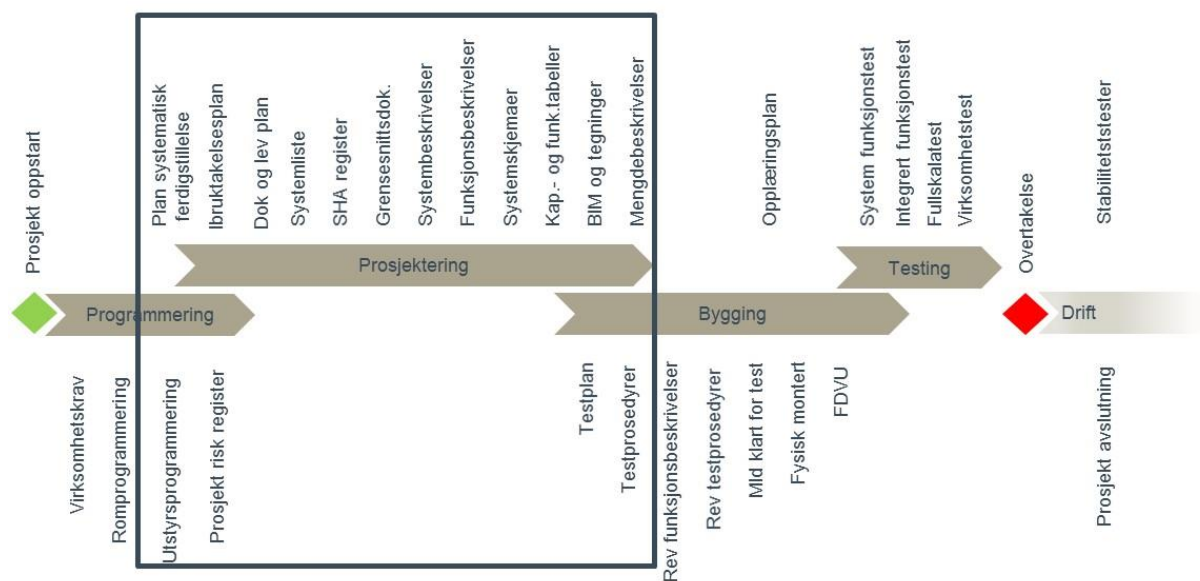 Prosjekt oppstart
Plan systematisk
ferdigstillelse
Ibruktakelsesplan
Dok og lev plan
Systemliste
SHA register
Grensesnittsdok.
Systembeskrivelser
Funksjonsbeskrivelser
Systemskjemaer
Kap.- og funk.tabeller
BIM og tegninger
Mengdebeskrivelser
Opplæringsplan
System funksjonstest
Integrert funksjonstest
Fullskalatest
Virksomhetstest
Overtakelse
Stabilitetstester
Prosjektering
Testing
Programmering
Bygging
Drift
Virksomhetskrav
Romprogrammering
Utstyrsprogrammering
Prosjekt risk register
Testplan
Testprosedyrer
Rev funksjonsbeskrivelser
Rev testprosedyrer
Mld klart for test
Fysisk montert
FDVU
Prosjekt avslutning